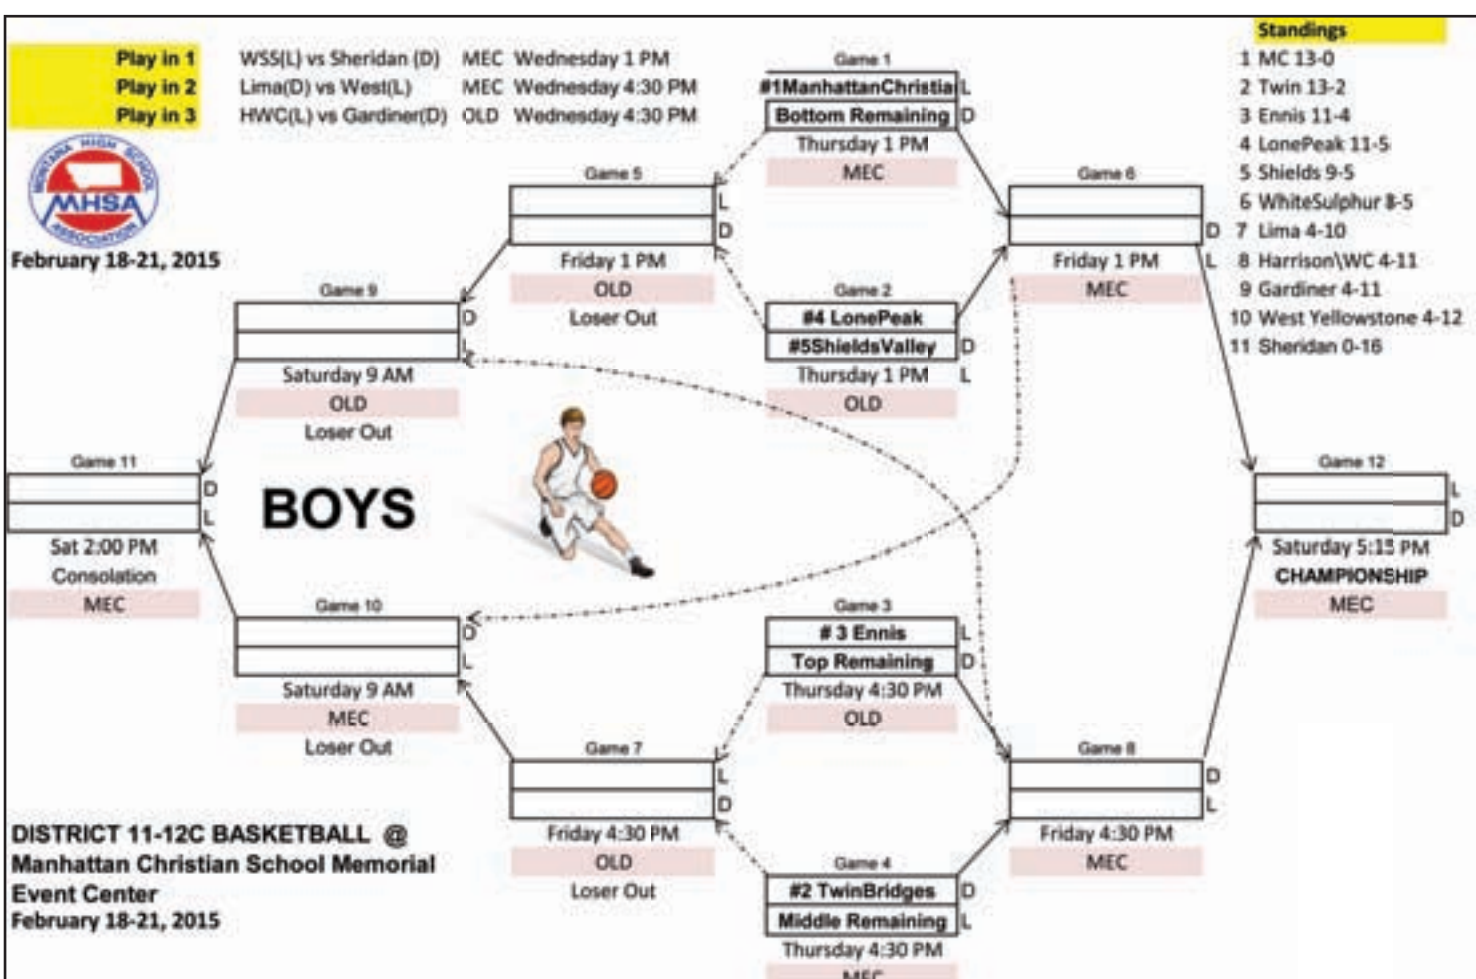 Play in 1 WSS(L) vs Sheridan (D) MEC Wednesday 1 PM
Play in 2 Lima(D) vs West(L) MEC Wednesday 4:30 PM
Play in 3 HWC(L) vs Gardiner(D) OLD Wednesday 4:30 PM
MONTANA HIGH SCHOOL
MHSA
ASSOCIATION
February 18-21, 2015
Game 1
#1ManhattanChristia L
Bottom Remaining D
Thursday 1 PM
MEC
Standings
1 MC 13-0
2 Twin 13-2
3 Ennis 11-4
4 LonePeak 11-5
5 Shields 9-5
6 WhiteSulphur 8-5
7 Lima 4-10
8 Harrison\WC 4-11
9 Gardiner 4-11
10 West Yellowstone 4-12
11 Sheridan 0-16
Game 5
L
D
Friday 1 PM
OLD
Loser Out
Game 6
D
L
Friday 1 PM
MEC
Game 2
#4 LonePeak
#5ShieldsValley D
Thursday 1 PM L
OLD
Game 9
D
L
Saturday 9 AM
OLD
Loser Out
Game 11
D
L
Sat 2:00 PM
Consolation
MEC
BOYS
Game 12
L
D
Saturday 5:15 PM
CHAMPIONSHIP
MEC
Game 10
D
L
Saturday 9 AM
MEC
Loser Out
Game 3
# 3 Ennis L
Top Remaining D
Thursday 4:30 PM
OLD
Game 7
L
D
Friday 4:30 PM
OLD
Loser Out
Game 8
D
L
Friday 4:30 PM
MEC
Game 4
#2 TwinBridges D
Middle Remaining L
Thursday 4:30 PM
MEC
DISTRICT 11-12C BASKETBALL @
Manhattan Christian School Memorial
Event Center
February 18-21, 2015